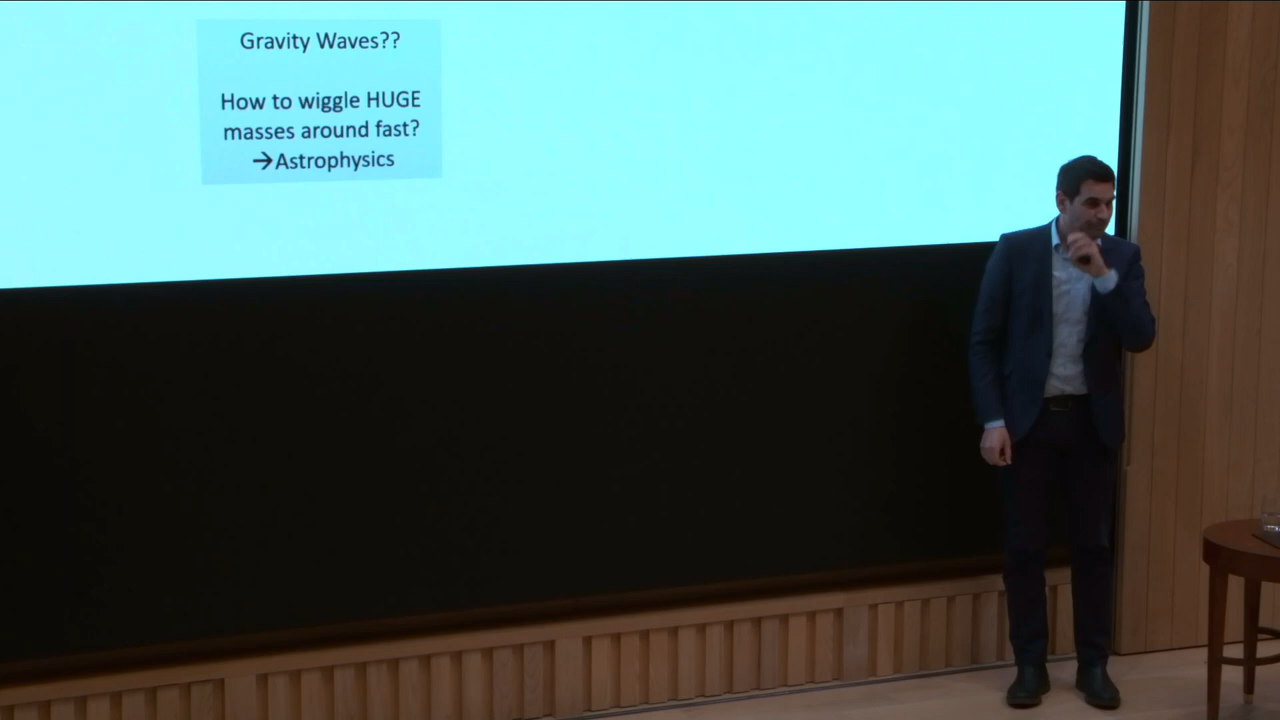 Gravity Waves??
How to wiggle HUGE
masses around fast?
→Astrophysics